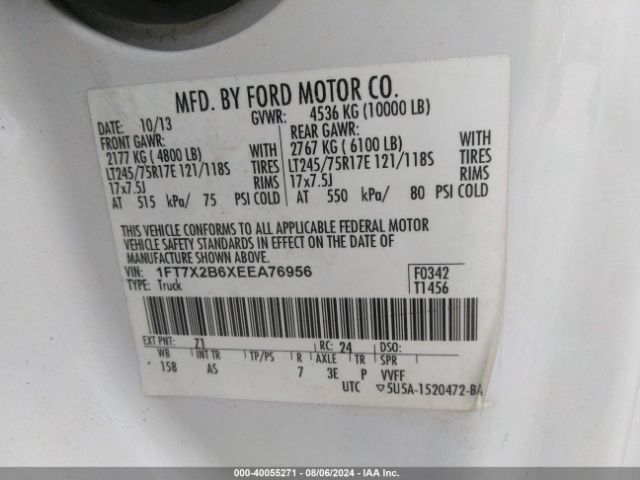 MFD. BY FORD MOTOR CO.
DATE: 10/13 GVWR: 4536 KG (10000 LB)
FRONT GAWR: REAR GAWR:
2177 KG ( 4800 LB) WITH 2767 KG ( 6100 LB) WITH
LT245/75R17E 121/118S TIRES LT245/75R17E 121/118S TIRES
17x7.5J RIMS 17x7.5J RIMS
AT 515 kPa/ 75 PSI COLD AT 550 kPa/ 80 PSI COLD
THIS VEHICLE CONFORMS TO ALL APPLICABLE FEDERAL MOTOR
VEHICLE SAFETY STANDARDS IN EFFECT ON THE DATE OF
MANUFACTURE SHOWN ABOVE.
VIN: 1FT7X2B6XEEA76956 F0342
TYPE: Truck T1456
EXT PNT: Z1 RC: 24 DSO:
WB INT TR TP/PS R AXLE TR SPR
158 AS 7 3E P VVFF
UTC ▽5U5A-1520472-BA
000-40055271 - 08/06/2024 - IAA Inc.